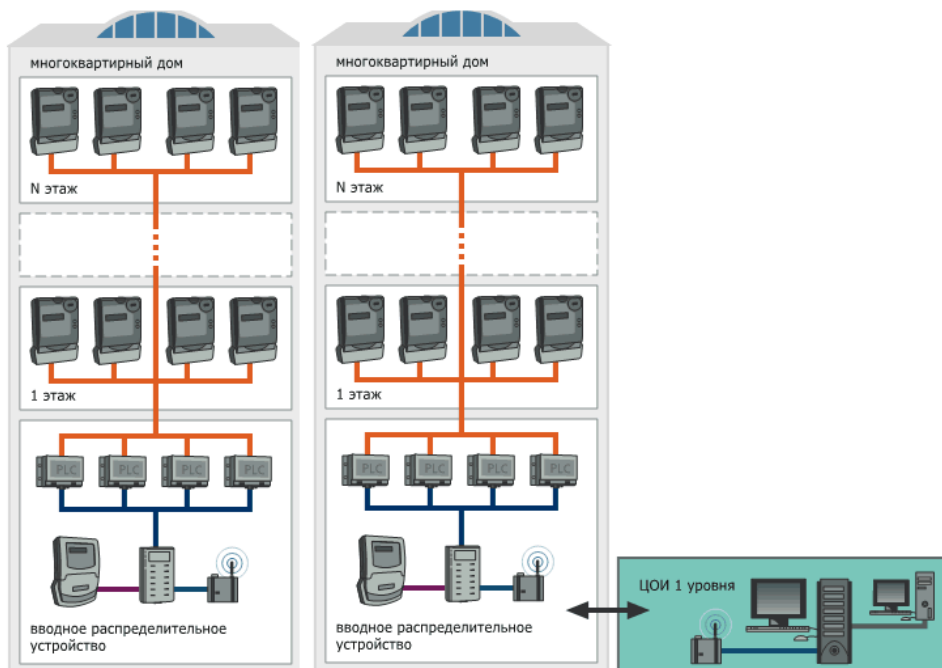 многоквартирный дом
N этаж
1 этаж
PLC
PLC
PLC
PLC
вводное распределительное
устройство
многоквартирный дом
N этаж
1 этаж
PLC
PLC
PLC
PLC
вводное распределительное
устройство
ЦОИ 1 уровня